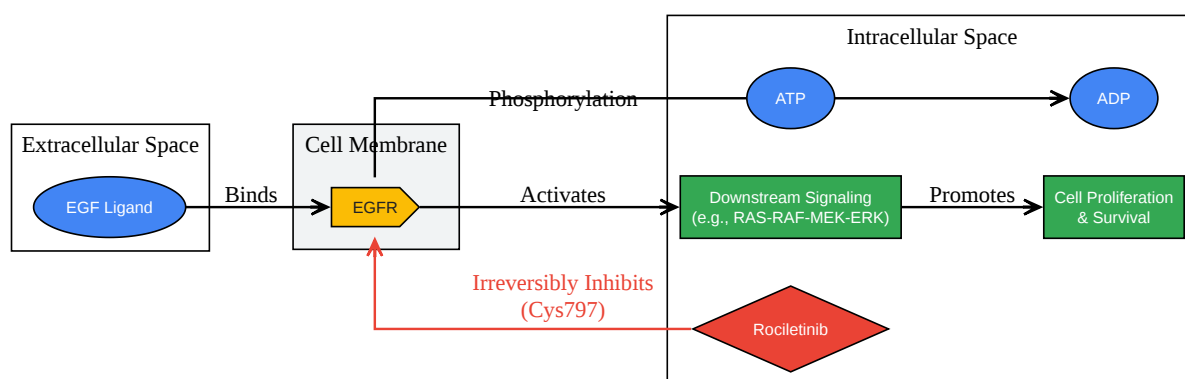 Intracellular Space
Phosphorylation
ATP
ADP
Extracellular Space
Cell Membrane
EGF Ligand
Binds
EGFR
Activates
Downstream Signaling
(e.g., RAS-RAF-MEK-ERK)
Promotes
Cell Proliferation
& Survival
Irreversibly Inhibits
(Cys797)
Rociletinib